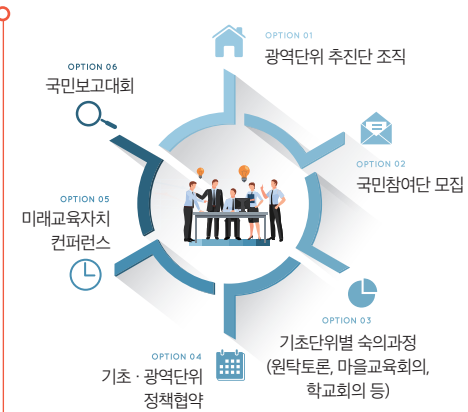 OPTION 01
광역단위 추진단 조직
OPTION 02
국민참여단 모집
OPTION 03
기초단위별 숙의과정
(원탁토론, 마을교육회의,
학교회의 등)
OPTION 04
기초 · 광역단위
정책협약
OPTION 05
미래교육자치
컨퍼런스
OPTION 06
국민보고대회